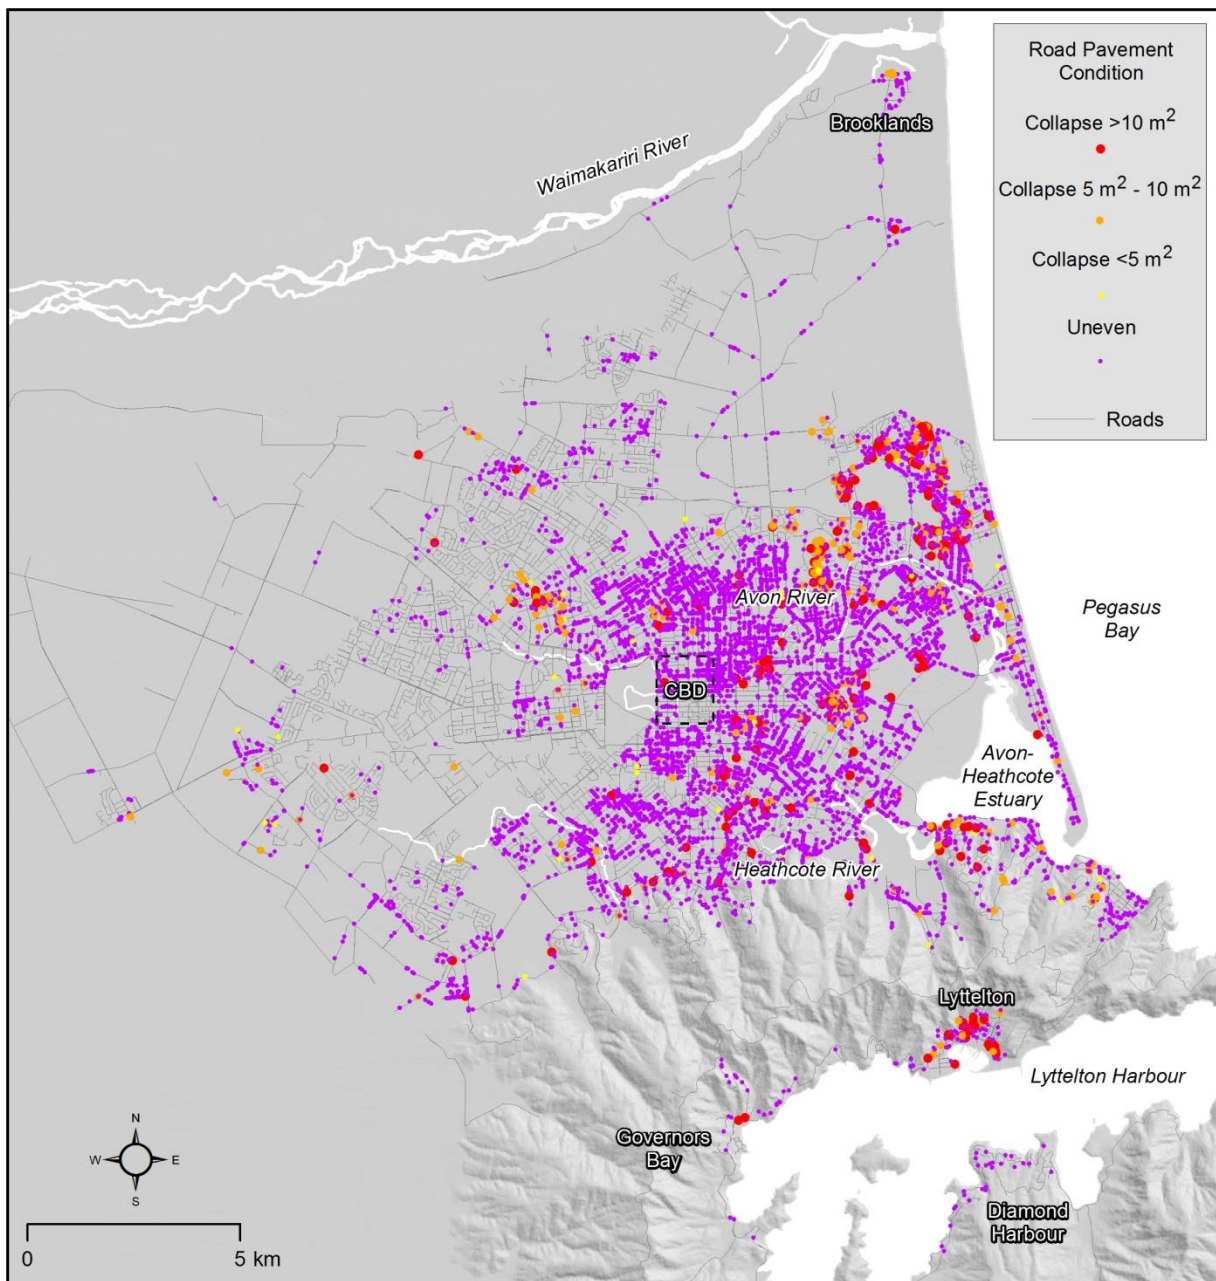 Road Pavement
Condition
Collapse >10 m²
Collapse 5 m² - 10 m²
Collapse <5 m²
Uneven
Roads
Brooklands
Waimakariri River
Avon River
Pegasus
Bay
CBD
Avon-
Heathcote
Estuary
Heathcote River
Lyttelton
Lyttelton Harbour
Governors
Bay
Diamond
Harbour
N
W
E
S
0
5 km